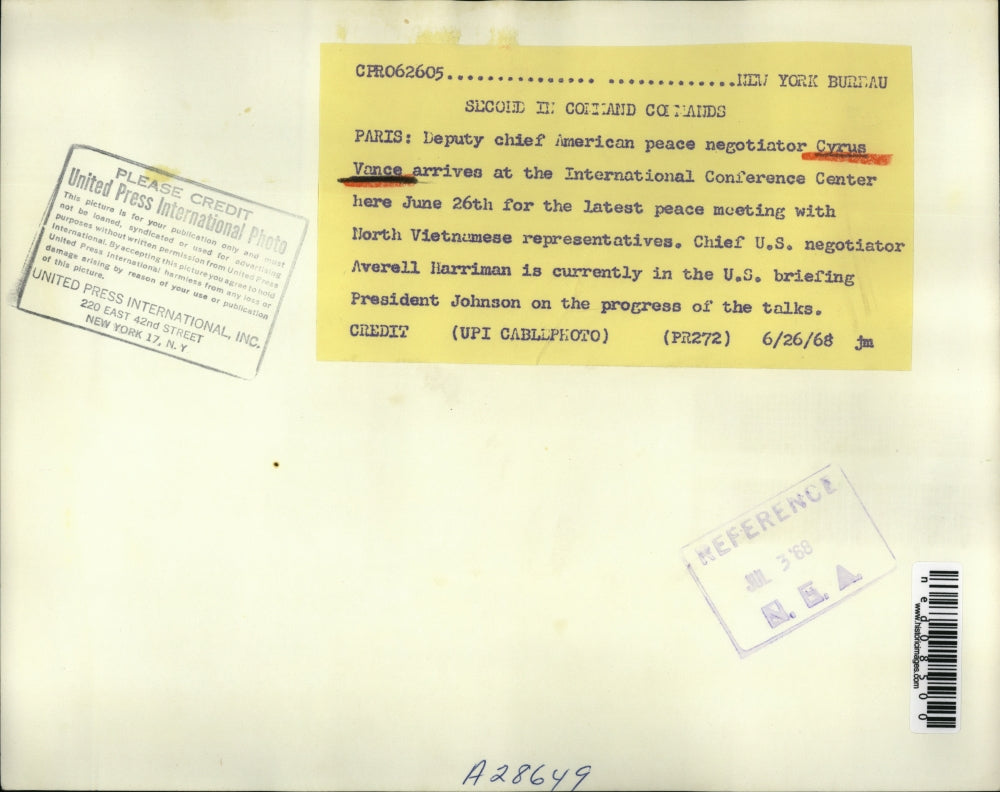 CPR062605............... .............NEW YORK BUREAU
SECOND IN COMMAND COMMANDS
PARIS: Deputy chief American peace negotiator Cyrus
Vance arrives at the International Conference Center
here June 26th for the latest peace meeting with
North Vietnamese representatives. Chief U.S. negotiator
Averell Harriman is currently in the U.S. briefing
President Johnson on the progress of the talks.
CREDIT (UPI CABLEPHOTO) (PR272) 6/26/68 jm
PLEASE CREDIT
United Press International Photo
This picture is for your publication only and must
not be loaned, syndicated or used for advertising
purposes without written permission from United Press
International. By accepting this picture you agree to hold
United Press International harmless from any loss or
damage arising by reason of your use or publication
of this picture.
UNITED PRESS INTERNATIONAL, INC.
220 EAST 42nd STREET
NEW YORK 17, N. Y
REFERENCE
JUL 3'68
N. E. A.
ned08500
www.historicimages.com
A28649